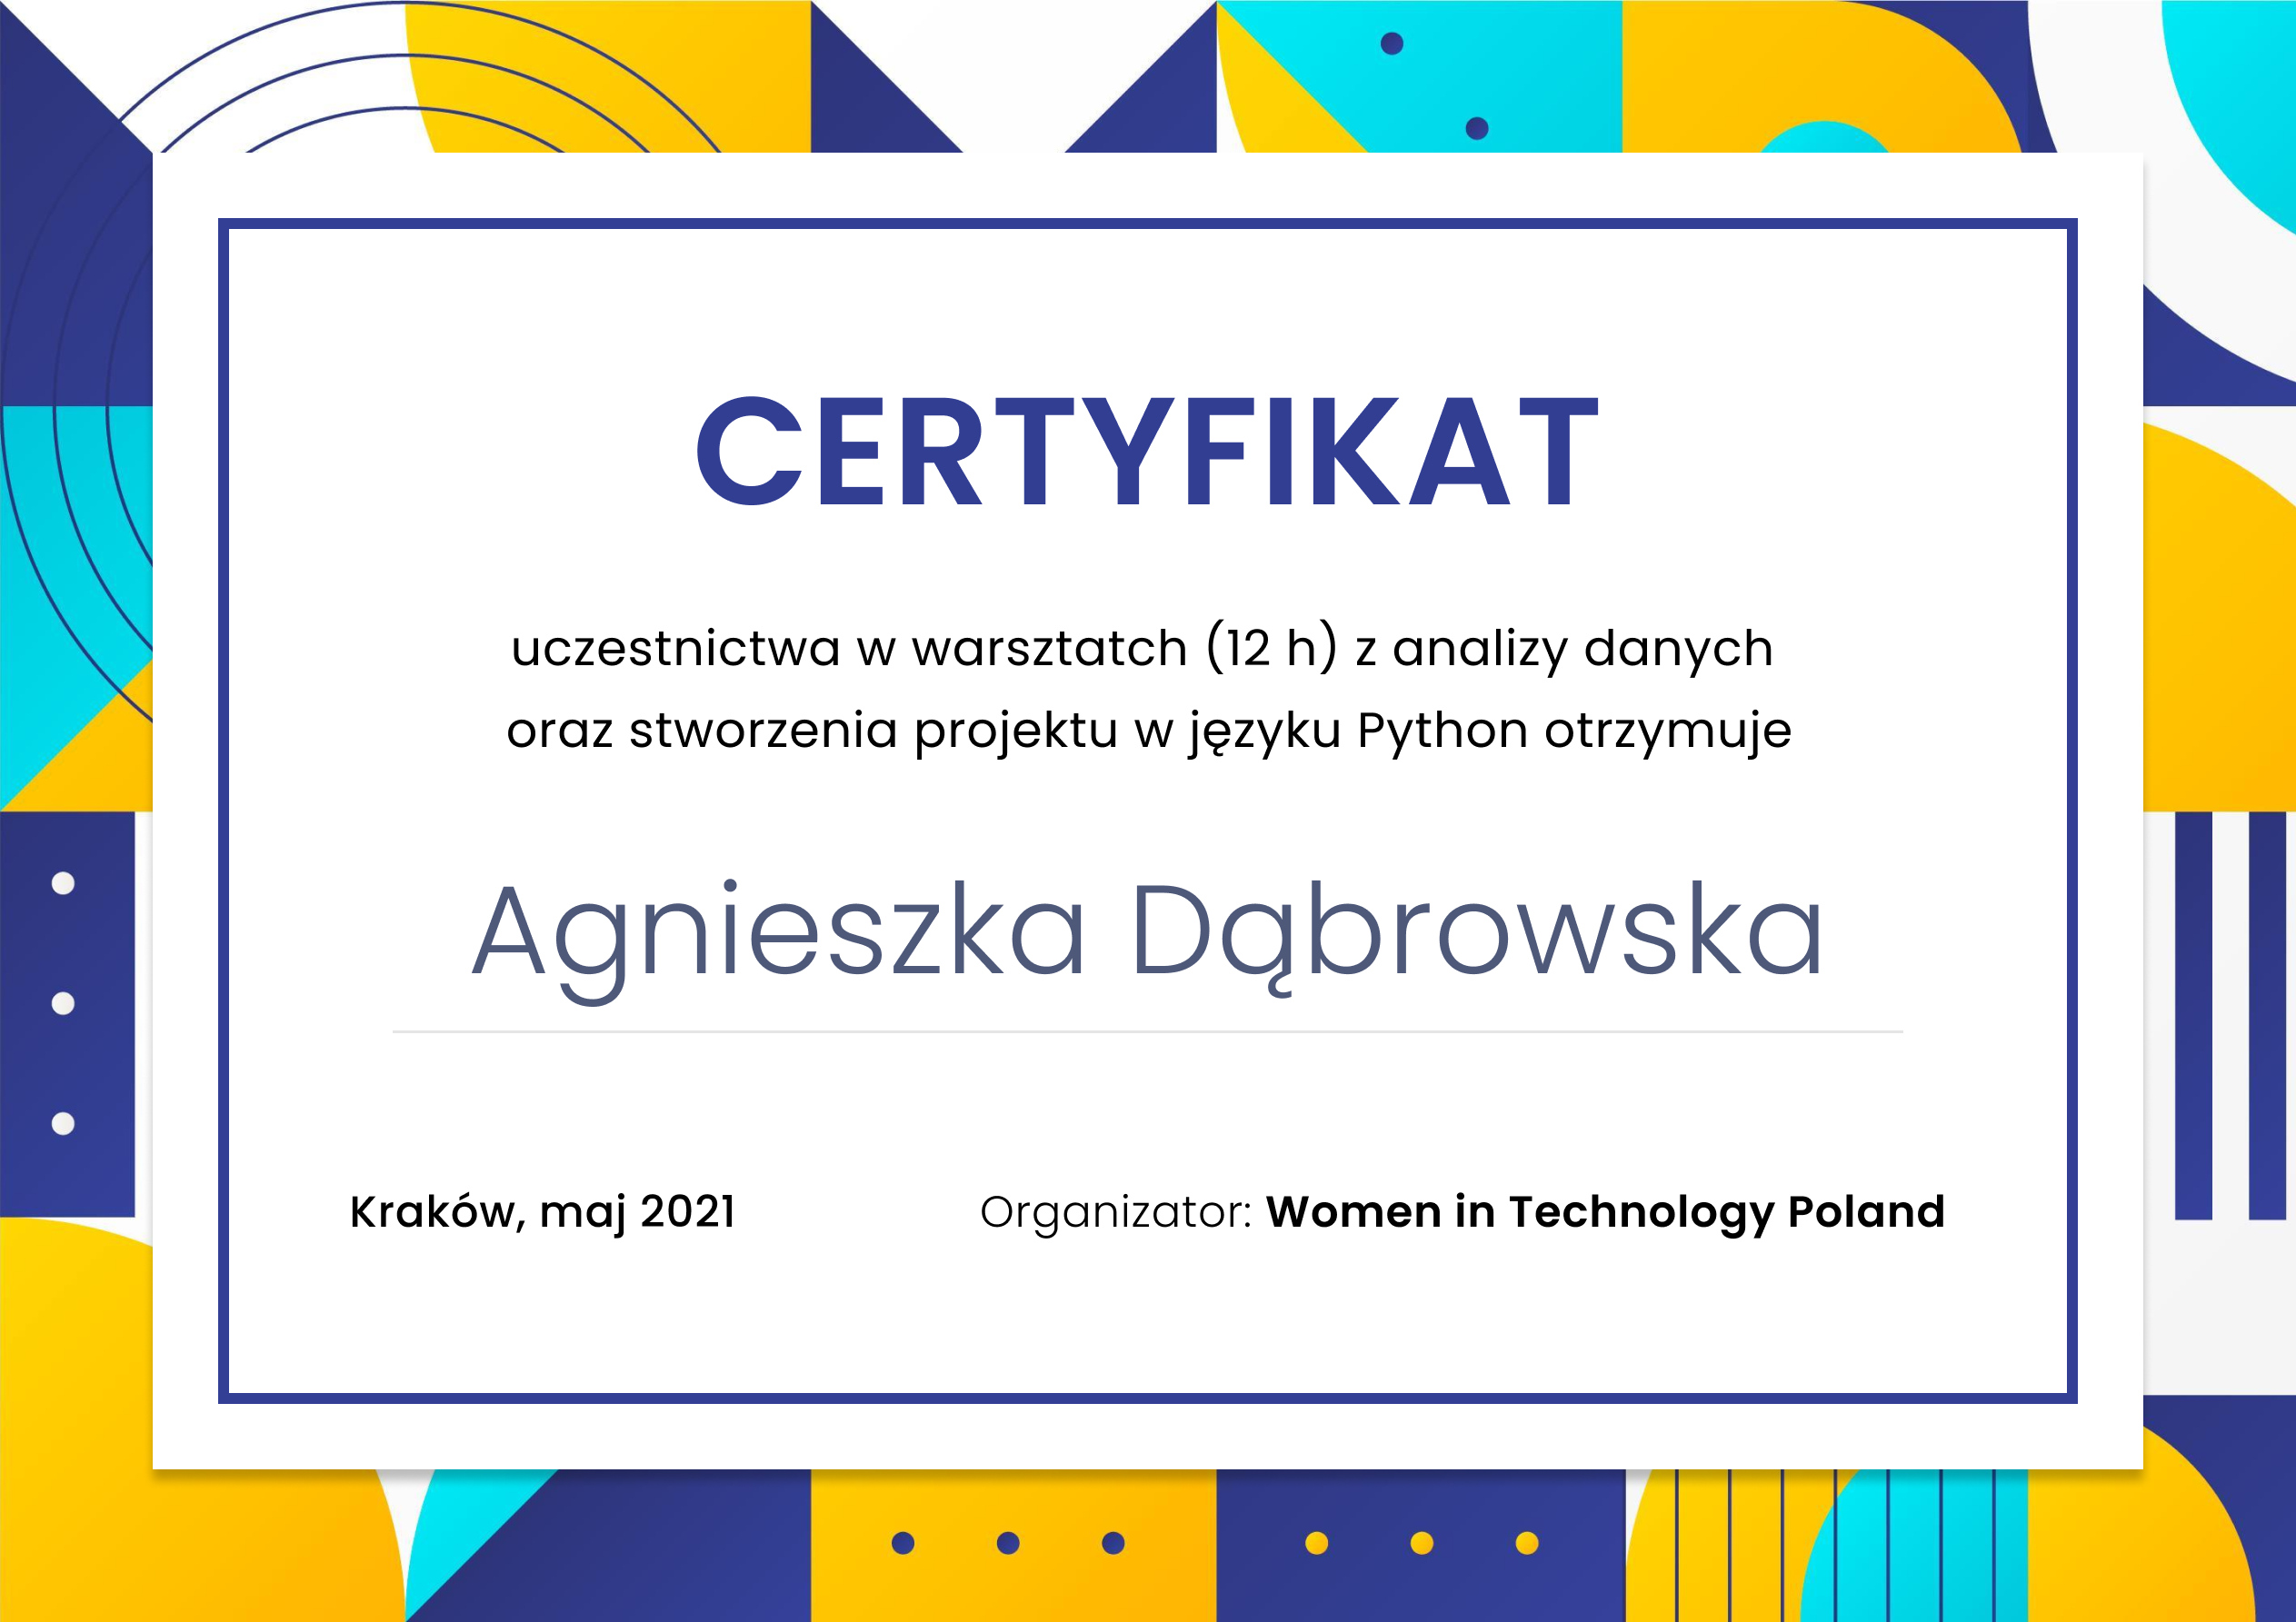 CERTYFIKAT
uczestnictwa w warsztatch (12 h) z analizy danych
oraz stworzenia projektu w języku Python otrzymuje
Agnieszka Dąbrowska
Kraków, maj 2021
Organizator: Women in Technology Poland